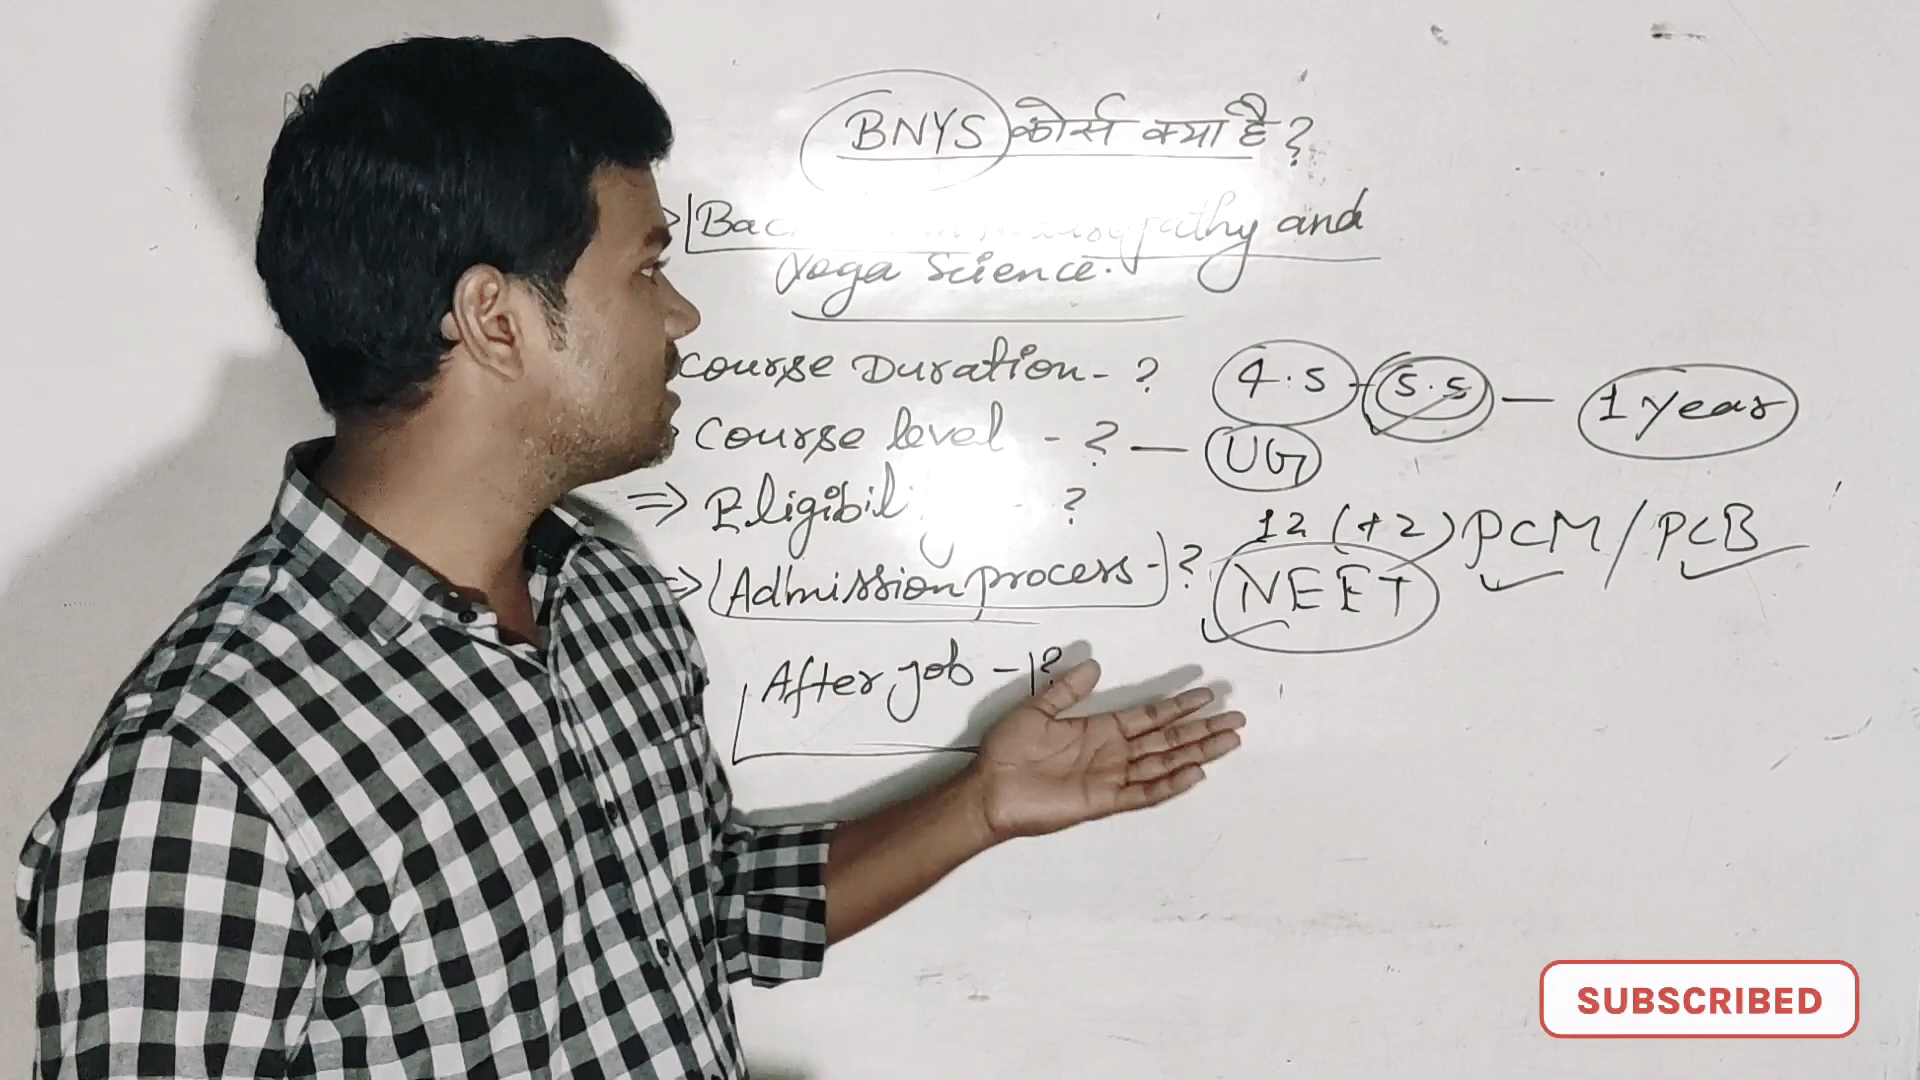 BNYS कोर्स क्या है?
and
Yoga Science.
Course Duration - ? 4.5 - 5.5 - 1 year
Course level - ? - UG
⇒ Eligibil ? 12 (+2) PCM / PCB
⇒ (Admission process -) ? NEET
After job - ?
SUBSCRIBED